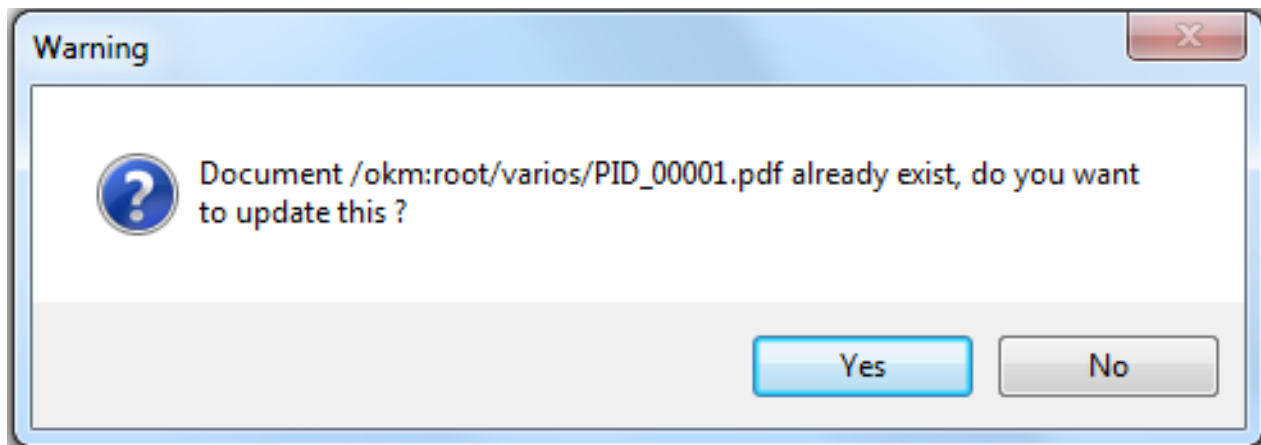 Warning
Document /okm:root/varios/PID_00001.pdf already exist, do you want
to update this ?
Yes
No